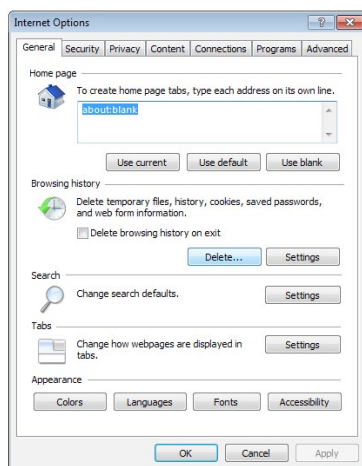 Internet Options
General Security Privacy Content Connections Programs Advanced
Home page
To create home page tabs, type each address on its own line.
about:blank
Use current Use default Use blank
Browsing history
Delete temporary files, history, cookies, saved passwords,
and web form information.
Delete browsing history on exit
Delete... Settings
Search
Change search defaults. Settings
Tabs
Change how webpages are displayed in
tabs.
Settings
Appearance
Colors Languages Fonts Accessibility
OK Cancel Apply